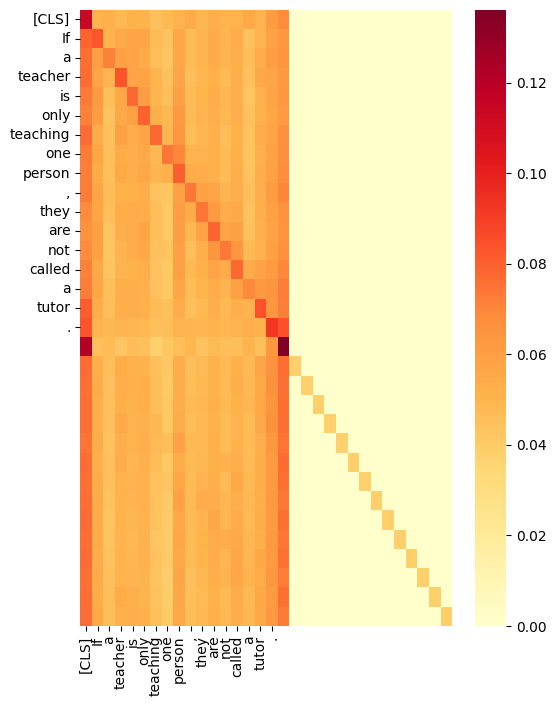 [CLS]
If
a
teacher
is
only
teaching
one
person
,
they
are
not
called
a
tutor
.
0.12
0.10
0.08
0.06
0.04
0.02
0.00
[CLS] If a teacher is only teaching one person , they are not called a tutor .